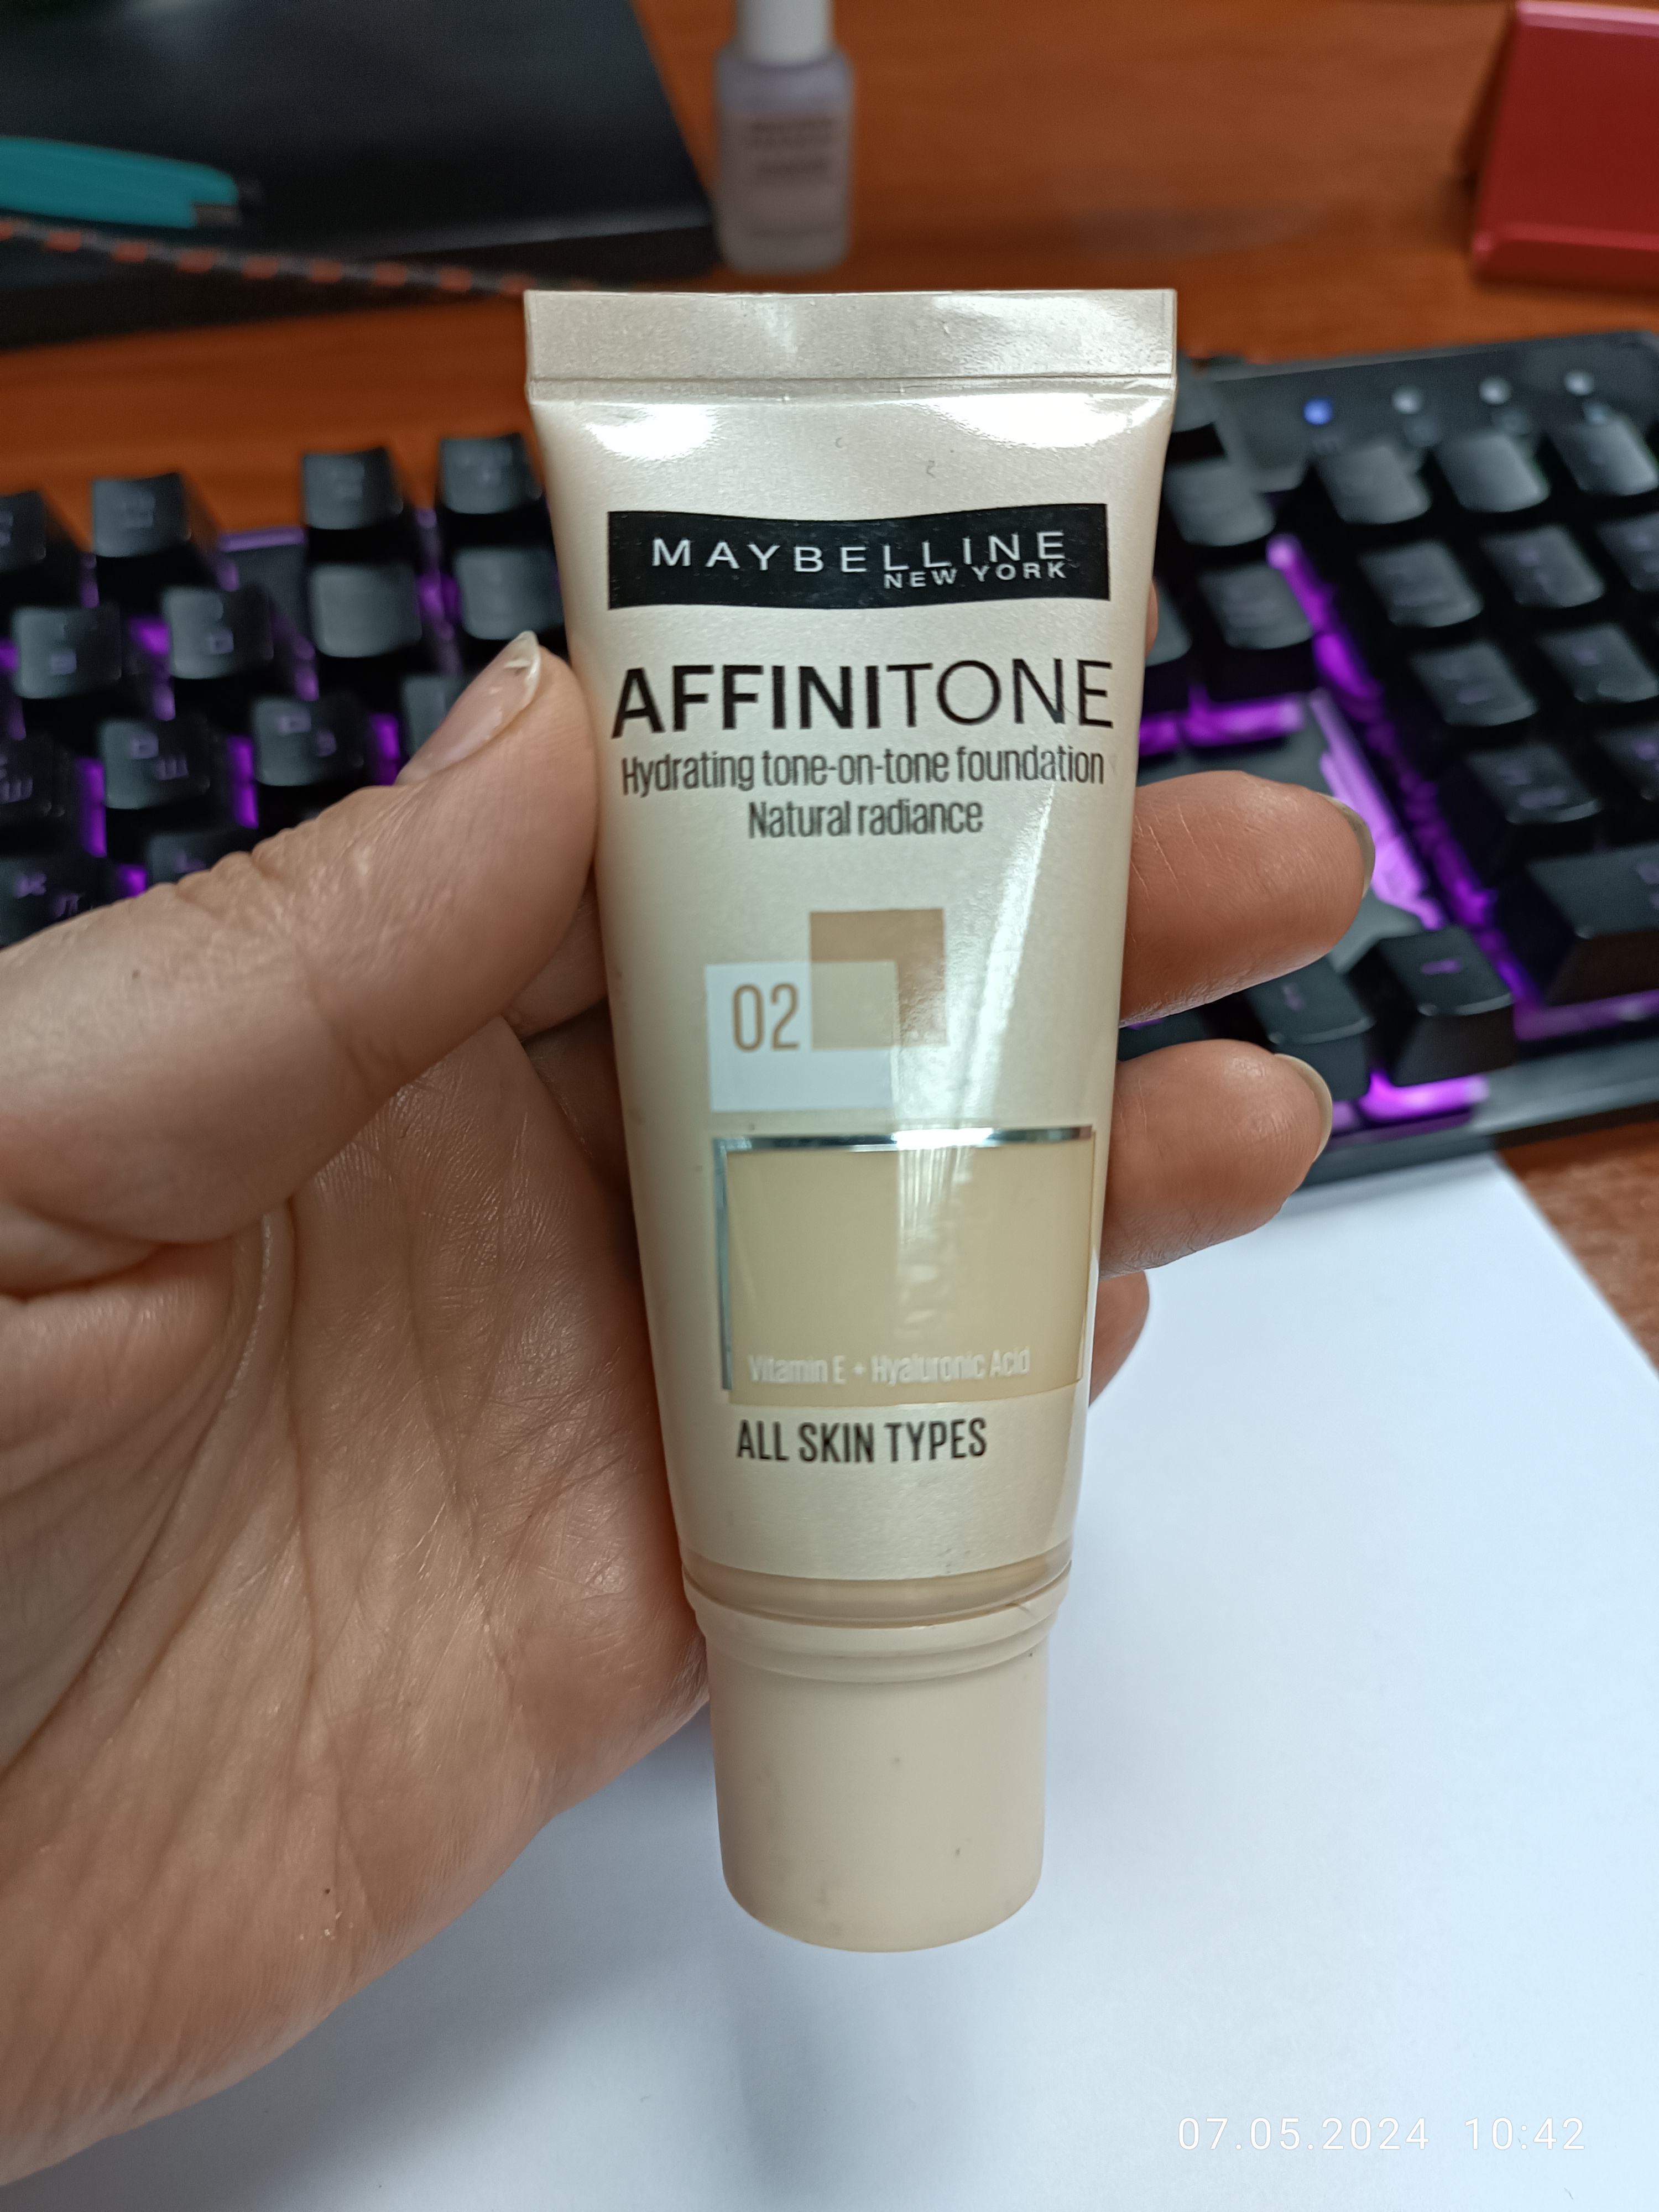 MAYBELLINE
NEW YORK
AFFINITONE
Hydrating tone-on-tone foundation
Natural radiance
02
Vitamin E + Hyaluronic Acid
ALL SKIN TYPES
07.05.2024 10:42